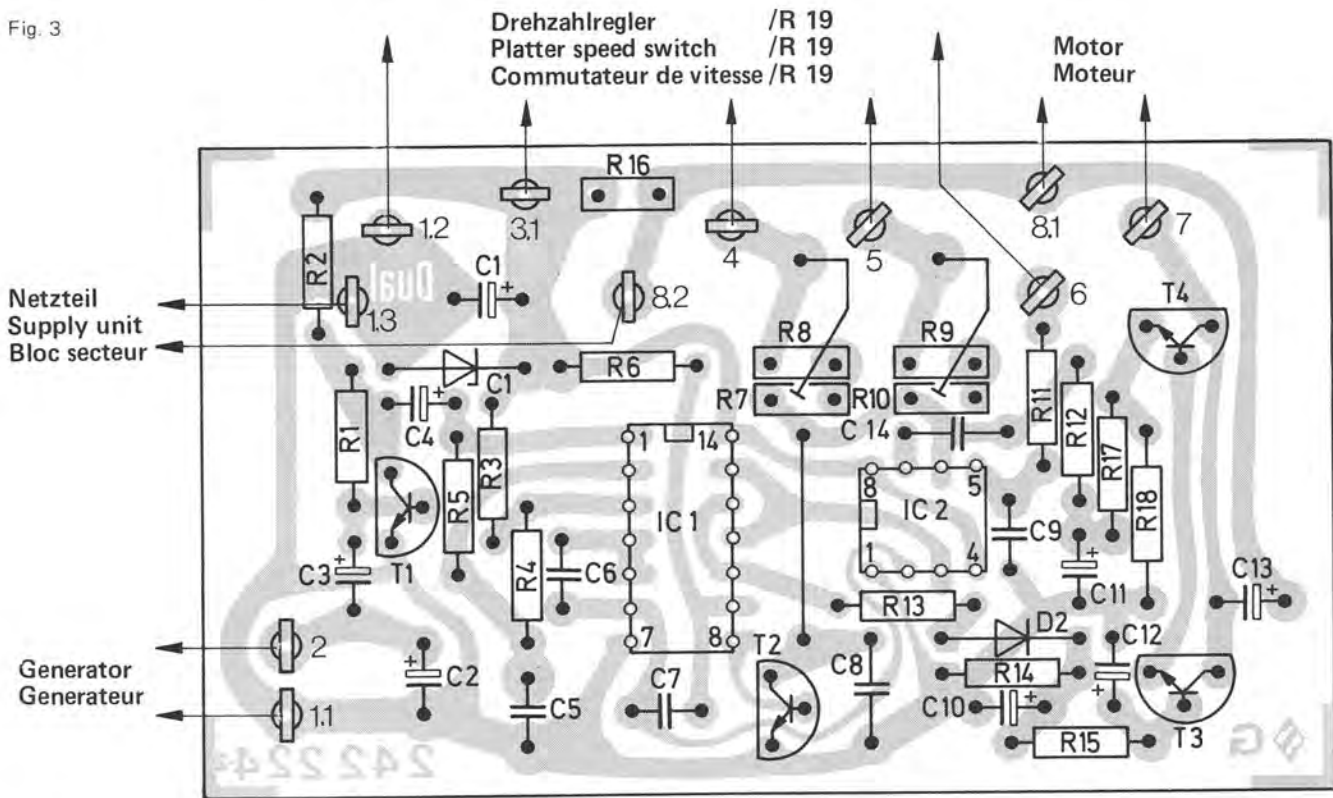 Fig. 3
Drehzahlregler /R 19
Platter speed switch /R 19
Commutateur de vitesse /R 19
Motor
Moteur
R16
1.2
3.1
4
5
8.1
7
R2
C1
+
Dual
8.2
6
T4
Netzteil
Supply unit
Bloc secteur
1.3
R8
R9
C1
R6
R7
R10
R11
R12
R1
C4
+
R5
R3
1
14
C 14
R17
R18
8
5
IC 1
IC 2
C9
1
4
C3
+
T1
R4
C6
C11
+
C13
+
7
8
R13
D2
C12
+
Generator
Generateur
2
C2
+
T2
C8
R14
1.1
C5
C7
C10
+
R15
T3
242 224
G